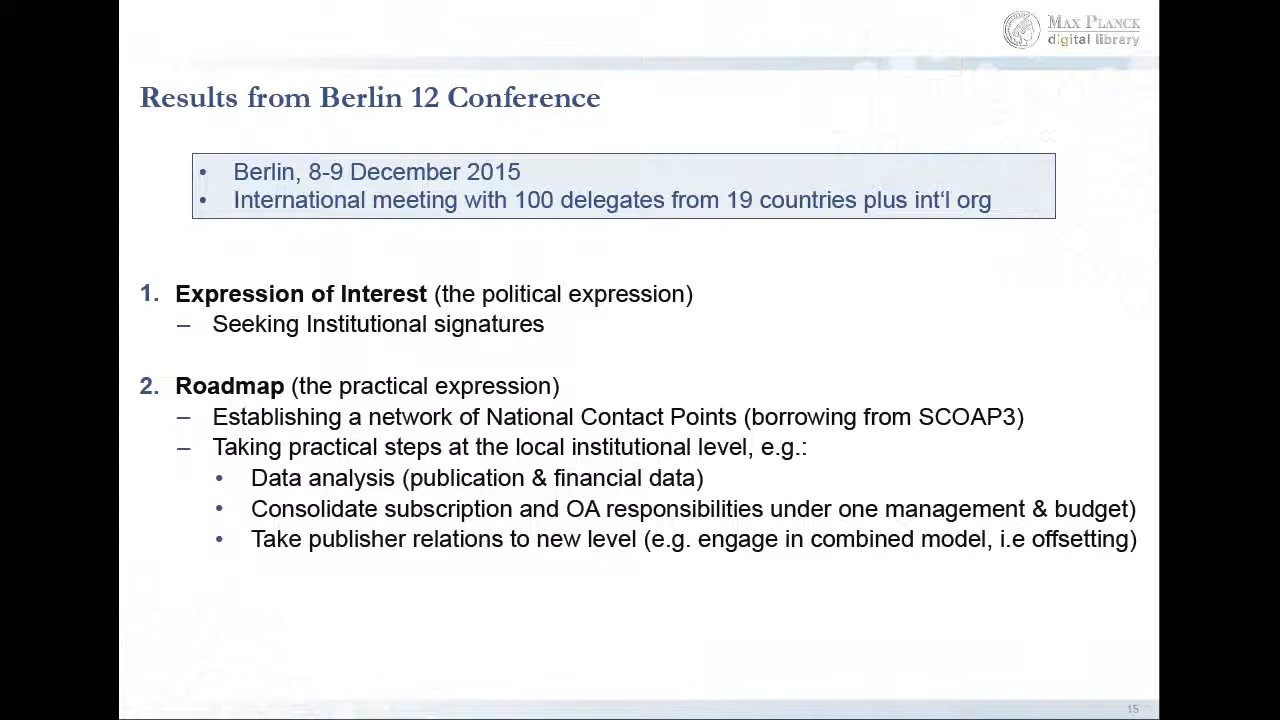 MAX PLANCK
digital library
Results from Berlin 12 Conference
• Berlin, 8-9 December 2015
• International meeting with 100 delegates from 19 countries plus int‘l org
1. Expression of Interest (the political expression)
– Seeking Institutional signatures
2. Roadmap (the practical expression)
– Establishing a network of National Contact Points (borrowing from SCOAP3)
– Taking practical steps at the local institutional level, e.g.:
• Data analysis (publication & financial data)
• Consolidate subscription and OA responsibilities under one management & budget)
• Take publisher relations to new level (e.g. engage in combined model, i.e offsetting)
15